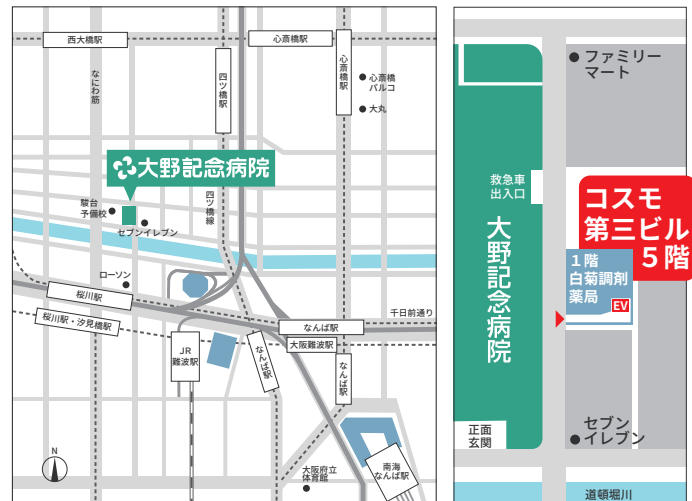 西大橋駅
心斎橋駅
なにわ筋
四ツ橋駅
心斎橋駅
心斎橋
パルコ
大丸
大野記念病院
駿台
予備校
セブンイレブン
四ツ橋線
ローソン
桜川駅
桜川駅・汐見橋駅
千日前通り
なんば駅
大阪難波駅
JR
難波駅
なんば駅
なんば駅
N
大阪府立
体育館
南海
なんば駅
ファミリー
マート
救急車
出入口
コスモ
第三ビル
5階
大野記念病院
1階
白菊調剤
薬局
EV
正面
玄関
セブン
イレブン
道頓堀川